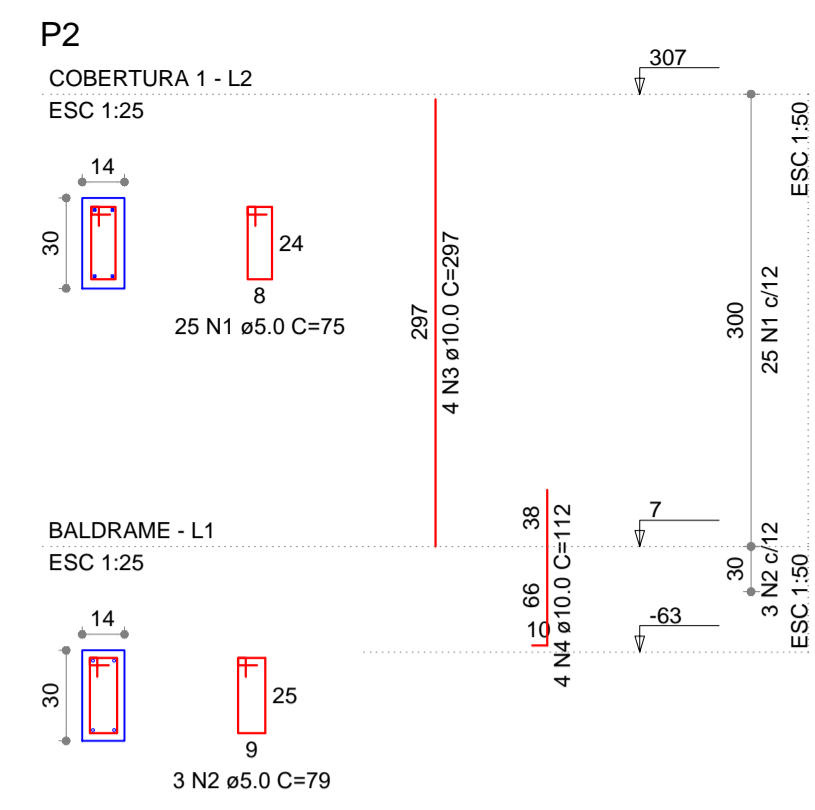 P2
COBERTURA 1 - L2
ESC 1:25
307
ESC 1:50
14
30
24
8
25 N1 ø5.0 C=75
297
4 N3 ø10.0 C=297
300
25 N1 c/12
BALDRAME - L1
ESC 1:25
38
66
10
4 N4 ø10.0 C=112
7
30
3 N2 c/12
ESC 1:50
-63
14
30
25
9
3 N2 ø5.0 C=79